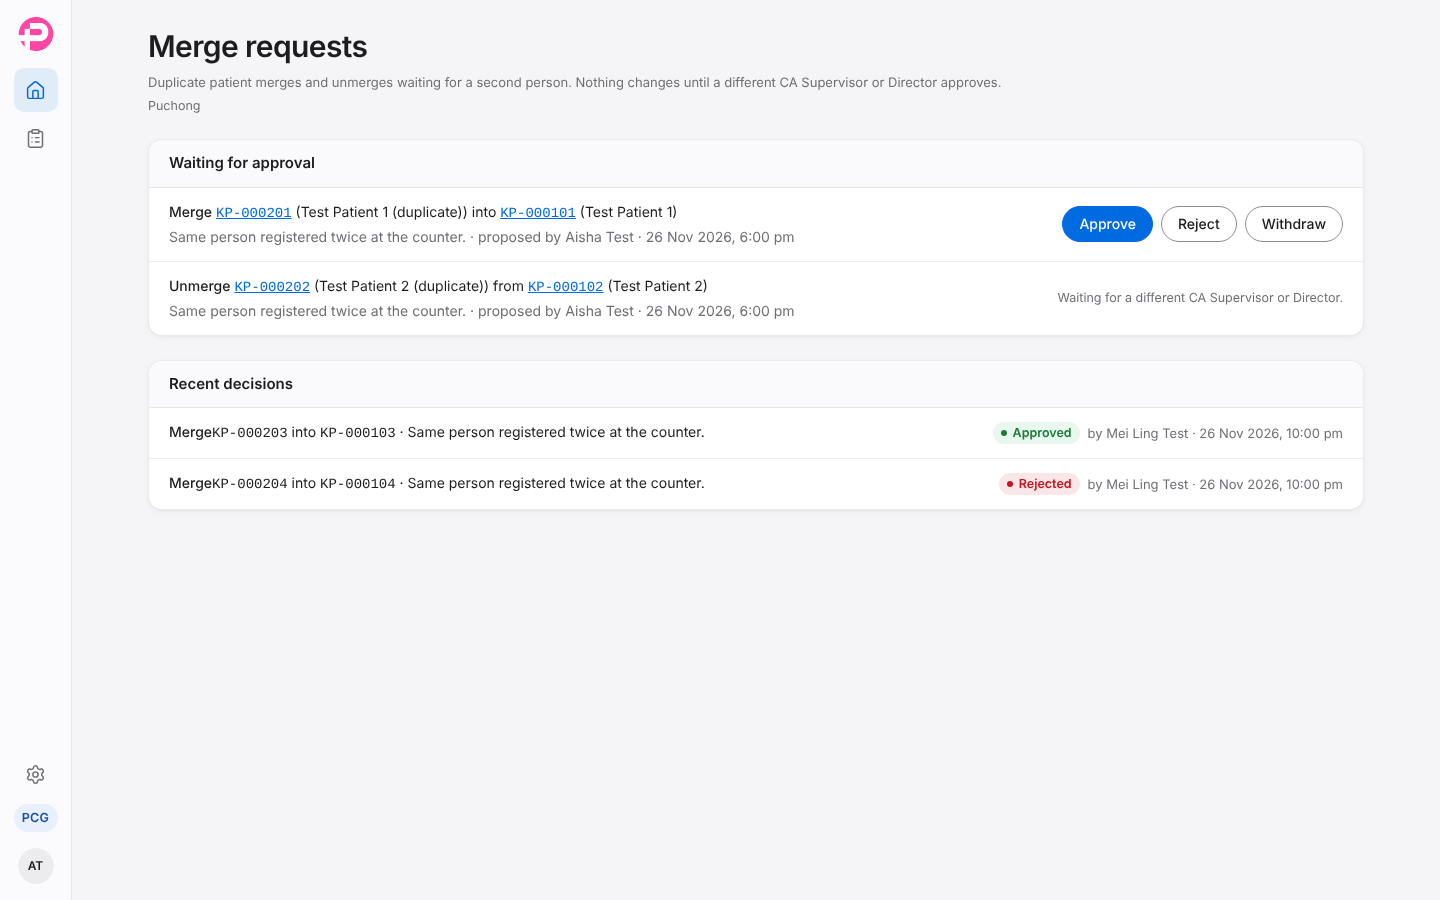 Merge requests
Duplicate patient merges and unmerges waiting for a second person. Nothing changes until a different CA Supervisor or Director approves.
Puchong
Waiting for approval
Merge KP-000201 (Test Patient 1 (duplicate)) into KP-000101 (Test Patient 1)
Same person registered twice at the counter. · proposed by Aisha Test · 26 Nov 2026, 6:00 pm
Approve Reject Withdraw
Unmerge KP-000202 (Test Patient 2 (duplicate)) from KP-000102 (Test Patient 2)
Same person registered twice at the counter. · proposed by Aisha Test · 26 Nov 2026, 6:00 pm
Waiting for a different CA Supervisor or Director.
Recent decisions
MergeKP-000203 into KP-000103 · Same person registered twice at the counter. Approved by Mei Ling Test · 26 Nov 2026, 10:00 pm
MergeKP-000204 into KP-000104 · Same person registered twice at the counter. Rejected by Mei Ling Test · 26 Nov 2026, 10:00 pm
PCG
AT